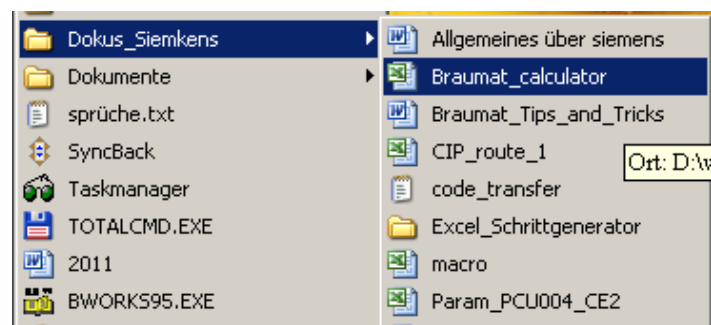 Dokus_Siemkens
Dokumente
sprüche.txt
SyncBack
Taskmanager
TOTALCMD.EXE
2011
BWORKS95.EXE
Allgemeines über siemens
Braumat_calculator
Braumat_Tips_and_Tricks
CIP_route_1
Ort: D:\w
code_transfer
Excel_Schrittgenerator
macro
Param_PCU004_CE2